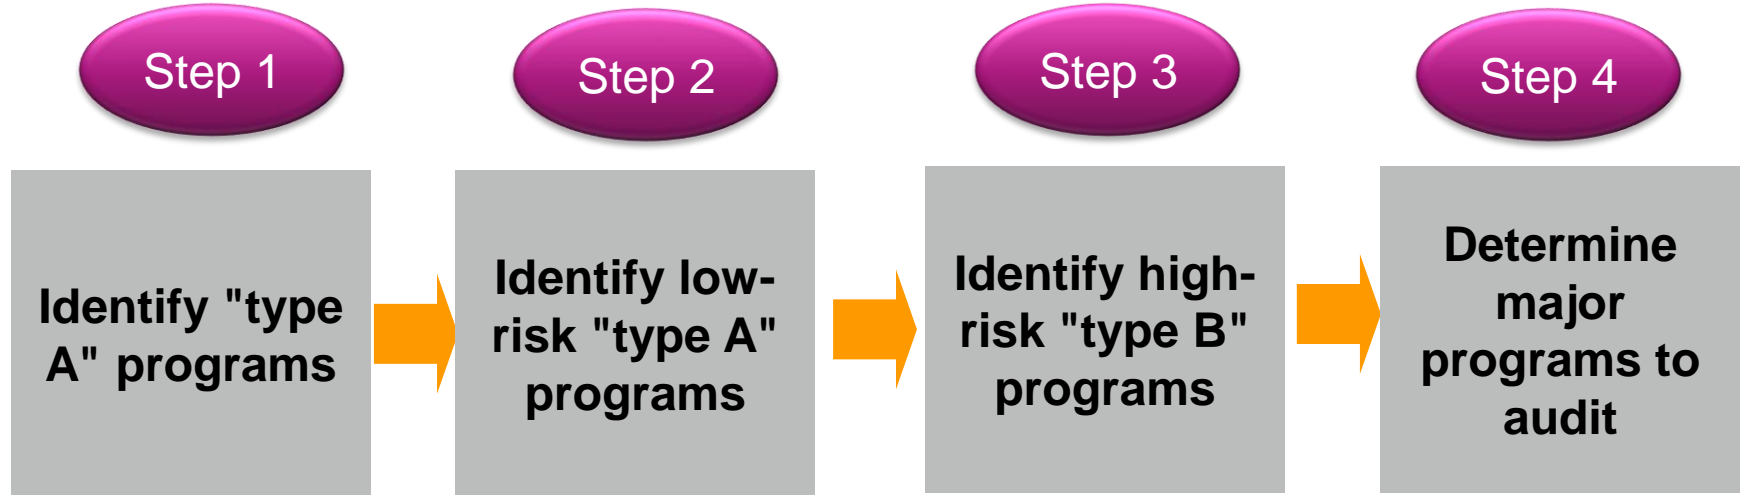 Step 1
Identify "type
A" programs
Step 2
Identify low-
risk "type A"
programs
Step 3
Identify high-
risk "type B"
programs
Step 4
Determine
major
programs to
audit